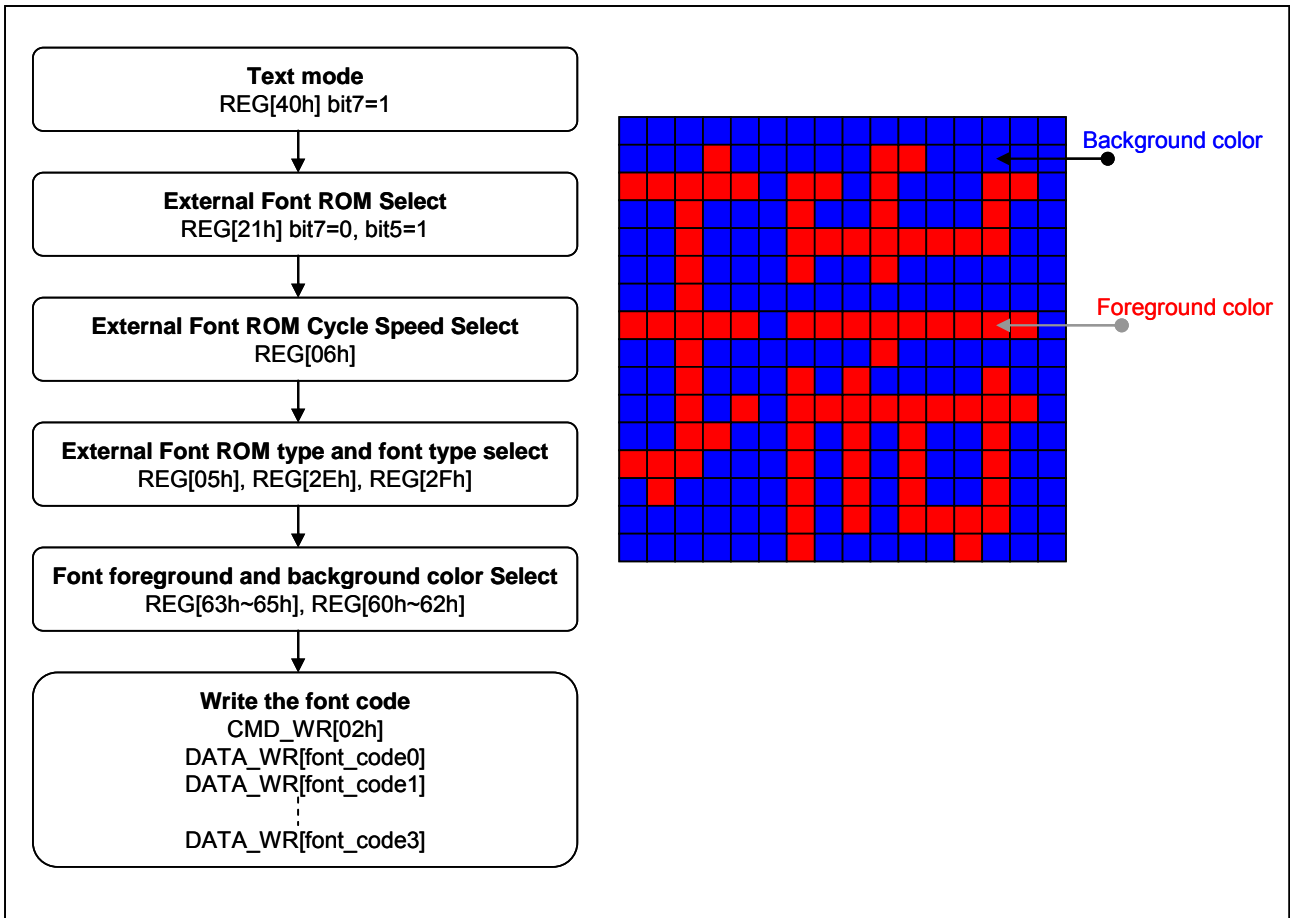 Text mode
REG[40h] bit7=1
External Font ROM Select
REG[21h] bit7=0, bit5=1
External Font ROM Cycle Speed Select
REG[06h]
External Font ROM type and font type select
REG[05h], REG[2Eh], REG[2Fh]
Font foreground and background color Select
REG[63h~65h], REG[60h~62h]
Write the font code
CMD_WR[02h]
DATA_WR[font_code0]
DATA_WR[font_code1]
DATA_WR[font_code3]
Background color
Foreground color